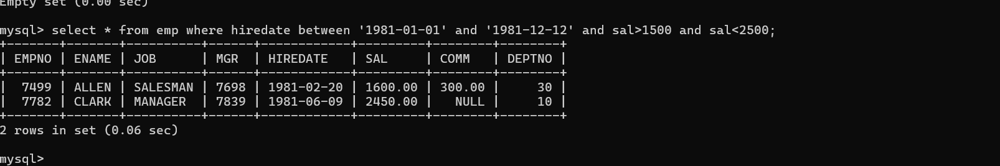 Empty set (0.00 sec)
mysql> select * from emp where hiredate between '1981-01-01' and '1981-12-12' and sal>1500 and sal<2500;
+-------+-------+----------+------+------------+---------+--------+--------+
| EMPNO | ENAME | JOB      | MGR  | HIREDATE   | SAL     | COMM   | DEPTNO |
+-------+-------+----------+------+------------+---------+--------+--------+
|  7499 | ALLEN | SALESMAN | 7698 | 1981-02-20 | 1600.00 | 300.00 |     30 |
|  7782 | CLARK | MANAGER  | 7839 | 1981-06-09 | 2450.00 |   NULL |     10 |
+-------+-------+----------+------+------------+---------+--------+--------+
2 rows in set (0.06 sec)
mysql>